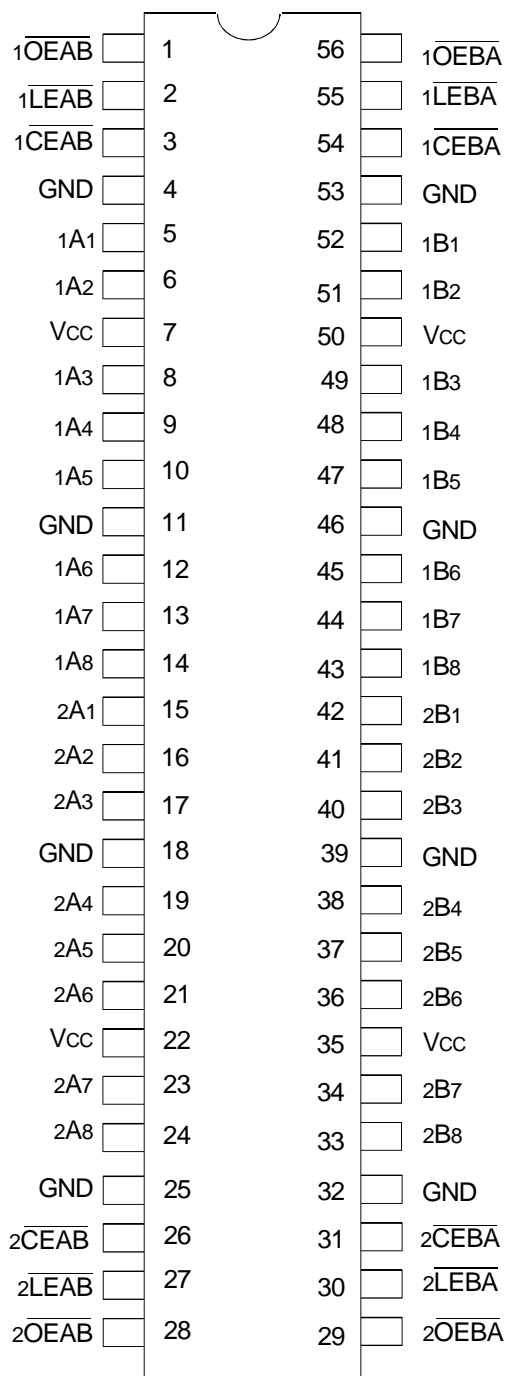 1OEAB 1 56 1OEBA
1LEAB 2 55 1LEBA
1CEAB 3 54 1CEBA
GND 4 53 GND
1A1 5 52 1B1
1A2 6 51 1B2
VCC 7 50 VCC
1A3 8 49 1B3
1A4 9 48 1B4
1A5 10 47 1B5
GND 11 46 GND
1A6 12 45 1B6
1A7 13 44 1B7
1A8 14 43 1B8
2A1 15 42 2B1
2A2 16 41 2B2
2A3 17 40 2B3
GND 18 39 GND
2A4 19 38 2B4
2A5 20 37 2B5
2A6 21 36 2B6
VCC 22 35 VCC
2A7 23 34 2B7
2A8 24 33 2B8
GND 25 32 GND
2CEAB 26 31 2CEBA
2LEAB 27 30 2LEBA
2OEAB 28 29 2OEBA